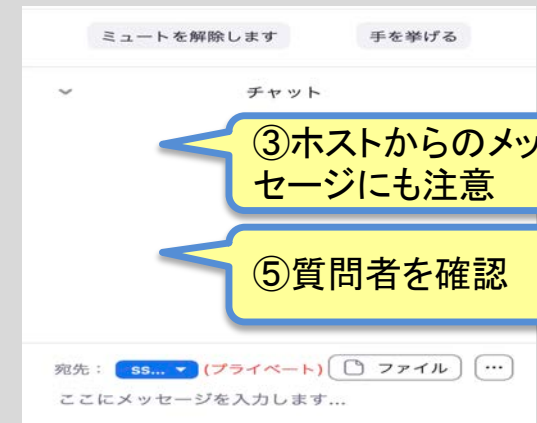 ミュートを解除します 手を挙げる
チャット
③ホストからのメッ
セージにも注意
⑤質問者を確認
宛先： ss... (プライベート) ファイル ...
ここにメッセージを入力します...